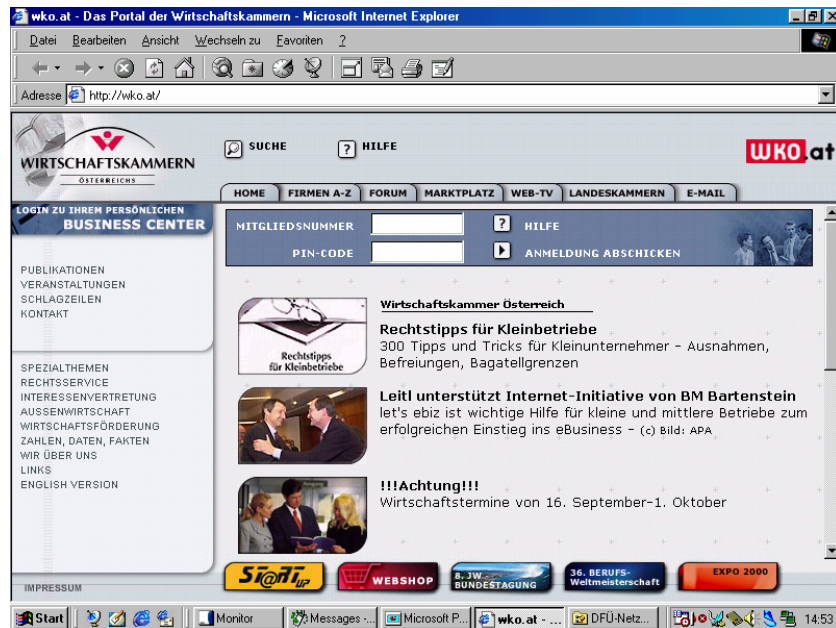 wko.at - Das Portal der Wirtschaftskammern - Microsoft Internet Explorer
Datei Bearbeiten Ansicht Wechseln zu Favoriten ?
Adresse http://wko.at/
WIRTSCHAFTSKAMMERN
ÖSTERREICHS
SUCHE ? HILFE
wko.at
HOME FIRMEN A-Z FORUM MARKTPLATZ WEB-TV LANDESKAMMERN E-MAIL
LOGIN ZU IHREM PERSÖNLICHEN
BUSINESS CENTER
MITGLIEDSNUMMER ? HILFE
PIN-CODE ANMELDUNG ABSCHICKEN
PUBLIKATIONEN
VERANSTALTUNGEN
SCHLAGZEILEN
KONTAKT
SPEZIALTHEMEN
RECHTSSERVICE
INTERESSENVERTRETUNG
AUSSENWIRTSCHAFT
WIRTSCHAFTSFÖRDERUNG
ZAHLEN, DATEN, FAKTEN
WIR ÜBER UNS
LINKS
ENGLISH VERSION
IMPRESSUM
Wirtschaftskammer Österreich
Rechtstipps
für Kleinbetriebe
Rechtstipps für Kleinbetriebe
300 Tipps und Tricks für Kleinunternehmer - Ausnahmen,
Befreiungen, Bagatellgrenzen
Leitl unterstützt Internet-Initiative von BM Bartenstein
let's ebiz ist wichtige Hilfe für kleine und mittlere Betriebe zum
erfolgreichen Einstieg ins eBusiness - (c) Bild: APA
!!!Achtung!!!
Wirtschaftstermine von 16. September-1. Oktober
ST@RT UP
WEBSHOP
8. JW
BUNDESTAGUNG
36. BERUFS-
Weltmeisterschaft
EXPO 2000
Start Monitor Messages -... Microsoft P... wko.at - ... DFÜ-Netz... 14:53